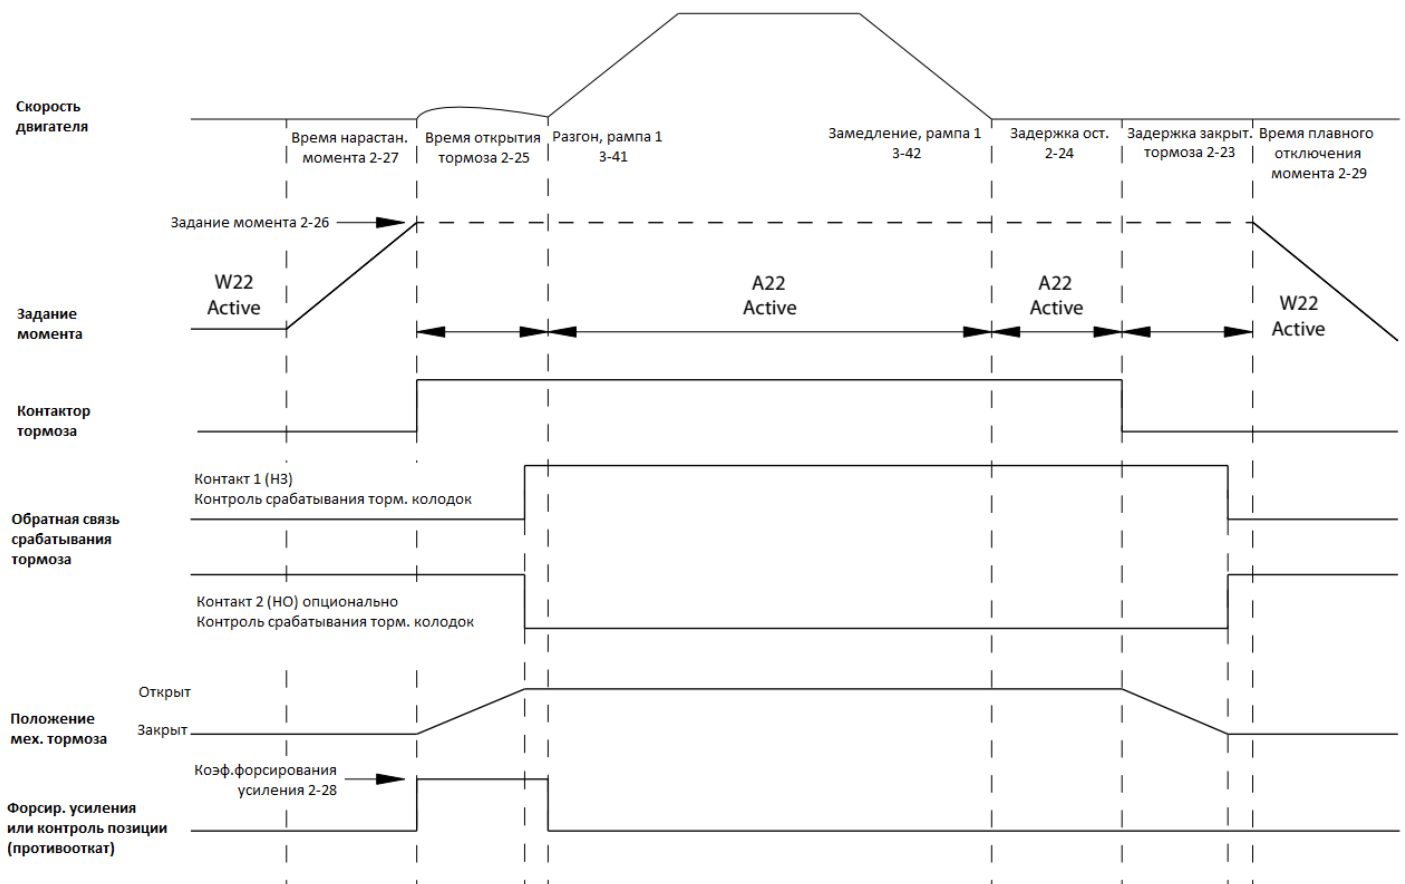 Скорость
двигателя
Время нарастан.
момента 2-27
Время открытия
тормоза 2-25
Разгон, рампа 1
3-41
Замедление, рампа 1
3-42
Задержка ост.
2-24
Задержка закрыт.
тормоза 2-23
Время плавного
отключения
момента 2-29
Задание момента 2-26
Задание
момента
W22
Active
A22
Active
A22
Active
W22
Active
Контактор
тормоза
Обратная связь
срабатывания
тормоза
Контакт 1 (НЗ)
Контроль срабатывания торм. колодок
Контакт 2 (НО) опционально
Контроль срабатывания торм. колодок
Положение
мех. тормоза
Открыт
Закрыт
Коэф.форсирования
усиления 2-28
Форсир. усиления
или контроль позиции
(противооткат)